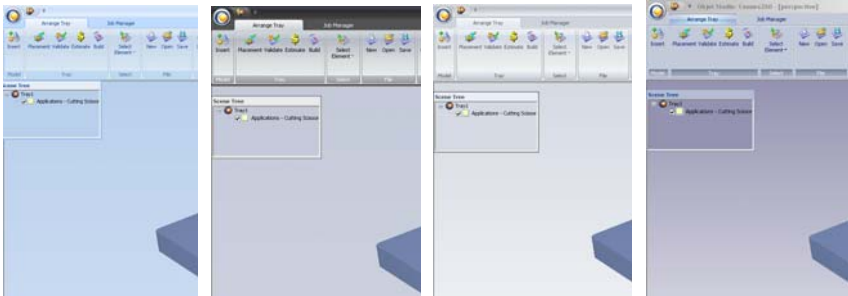 Arrange Tray Job Manager
Insert Placement Validate Estimate Build Select Element New Open Save
Model Tray Select File
Scene Tree
Tray1
Applications - Cutting Scissor
Arrange Tray Job Manager
Insert Placement Validate Estimate Build Select Element New Open Save
Model Tray Select File
Scene Tree
Tray1
Applications - Cutting Scissor
Arrange Tray Job Manager
Insert Placement Validate Estimate Build Select Element New Open Save
Model Tray Select File
Scene Tree
Tray1
Applications - Cutting Scissor
Objet Studio - Connex500 - [perspective]
Arrange Tray Job Manager
Insert Placement Validate Estimate Build Select Element New Open Save
Model Tray Select File
Scene Tree
Tray1
Applications - Cutting Scissor